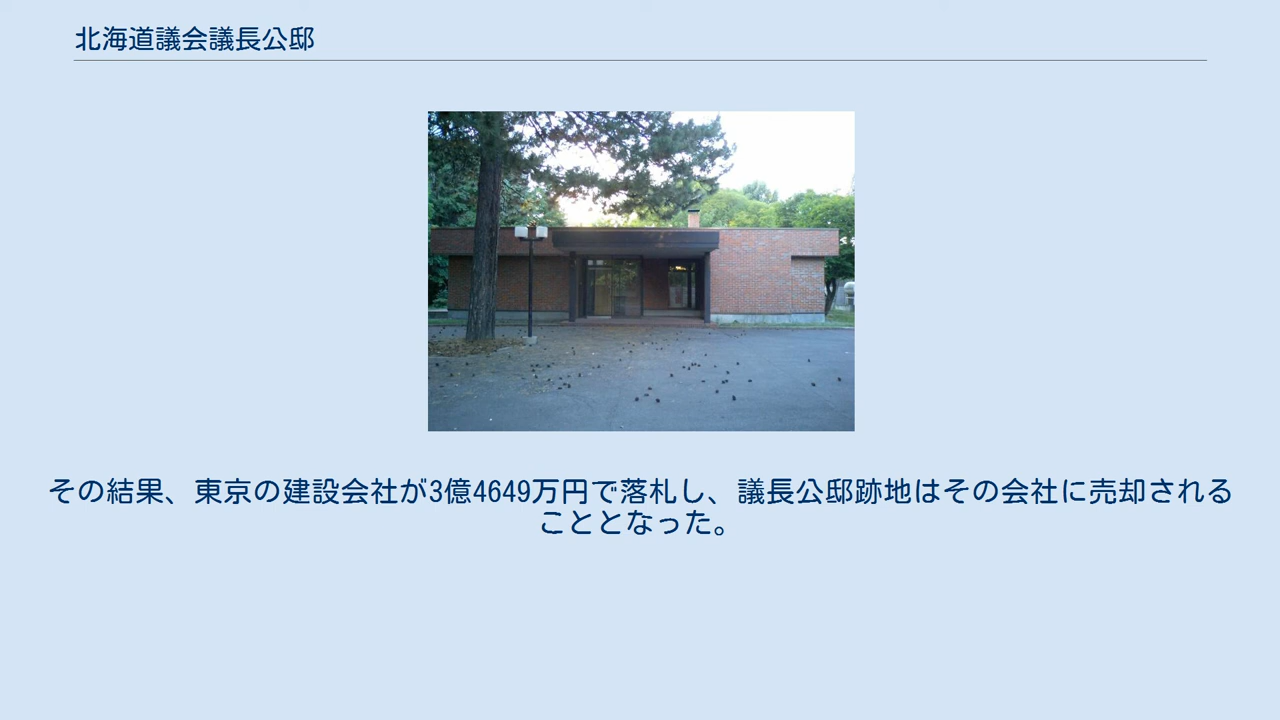 北海道議会議長公邸
その結果、東京の建設会社が3億4649万円で落札し、議長公邸跡地はその会社に売却される
こととなった。